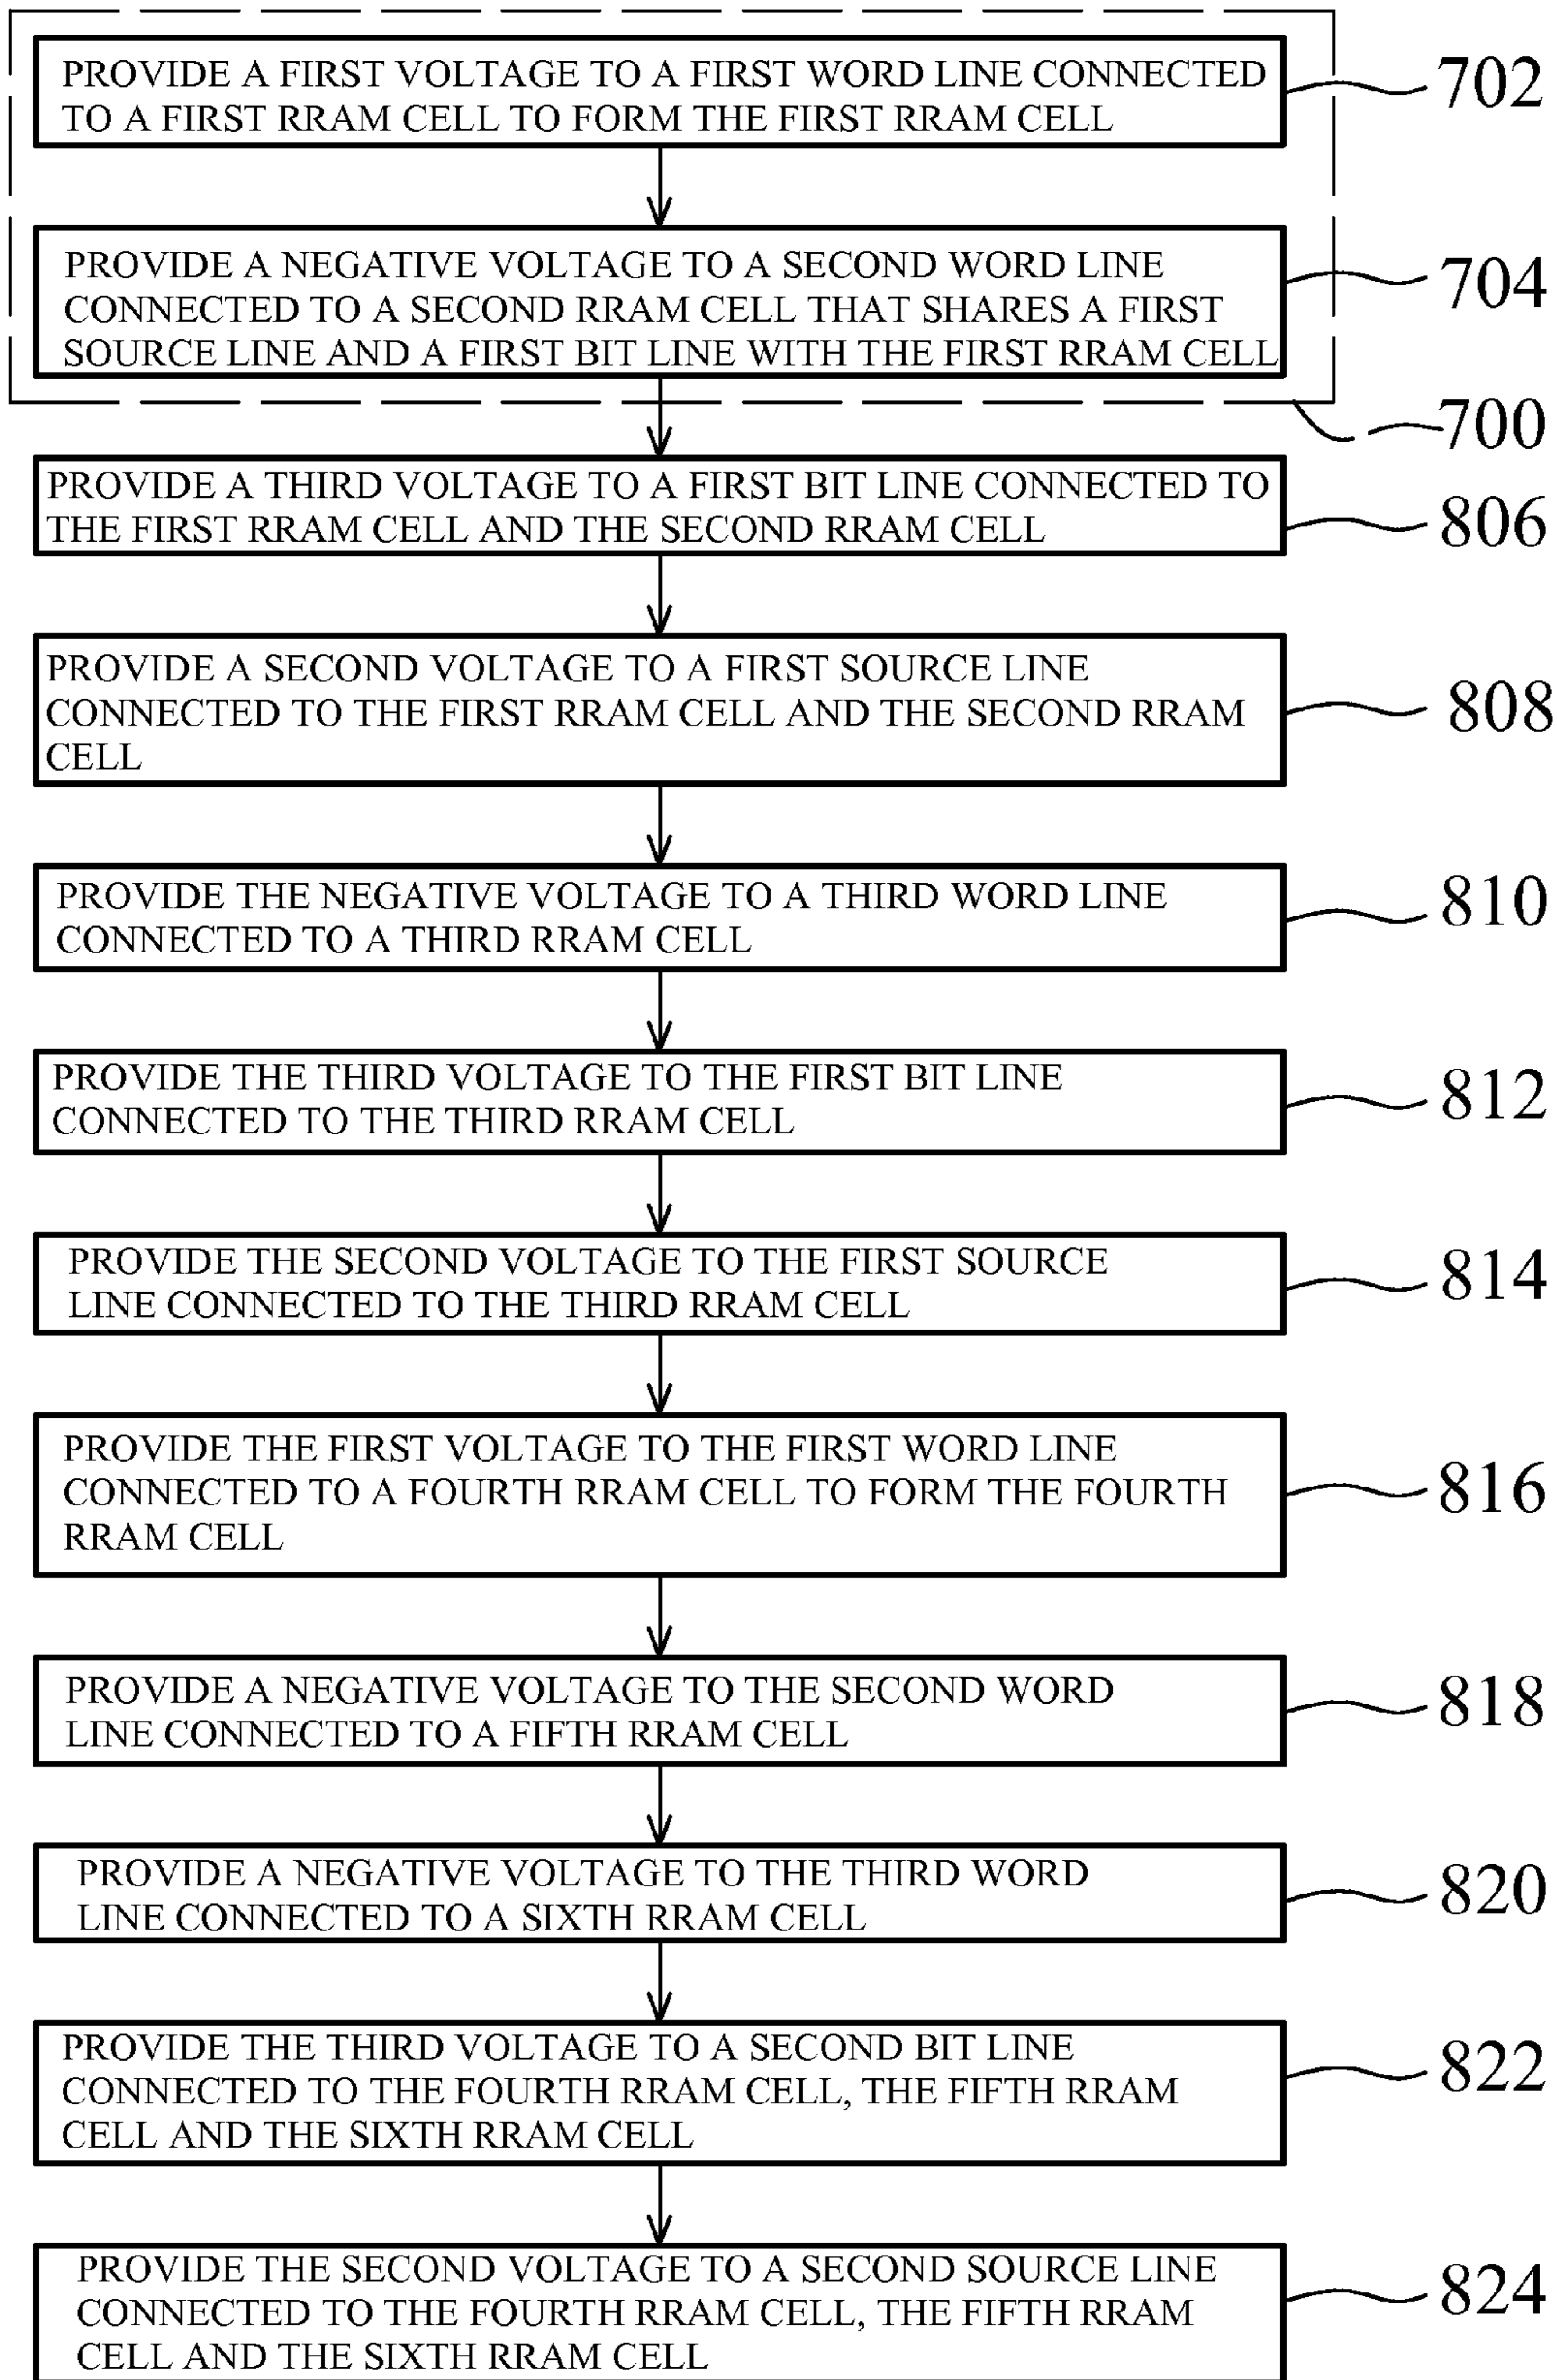 PROVIDE A FIRST VOLTAGE TO A FIRST WORD LINE CONNECTED
TO A FIRST RRAM CELL TO FORM THE FIRST RRAM CELL
702
PROVIDE A NEGATIVE VOLTAGE TO A SECOND WORD LINE
CONNECTED TO A SECOND RRAM CELL THAT SHARES A FIRST
SOURCE LINE AND A FIRST BIT LINE WITH THE FIRST RRAM CELL
704
700
PROVIDE A THIRD VOLTAGE TO A FIRST BIT LINE CONNECTED TO
THE FIRST RRAM CELL AND THE SECOND RRAM CELL
806
PROVIDE A SECOND VOLTAGE TO A FIRST SOURCE LINE
CONNECTED TO THE FIRST RRAM CELL AND THE SECOND RRAM
CELL
808
PROVIDE THE NEGATIVE VOLTAGE TO A THIRD WORD LINE
CONNECTED TO A THIRD RRAM CELL
810
PROVIDE THE THIRD VOLTAGE TO THE FIRST BIT LINE
CONNECTED TO THE THIRD RRAM CELL
812
PROVIDE THE SECOND VOLTAGE TO THE FIRST SOURCE
LINE CONNECTED TO THE THIRD RRAM CELL
814
PROVIDE THE FIRST VOLTAGE TO THE FIRST WORD LINE
CONNECTED TO A FOURTH RRAM CELL TO FORM THE FOURTH
RRAM CELL
816
PROVIDE A NEGATIVE VOLTAGE TO THE SECOND WORD
LINE CONNECTED TO A FIFTH RRAM CELL
818
PROVIDE A NEGATIVE VOLTAGE TO THE THIRD WORD
LINE CONNECTED TO A SIXTH RRAM CELL
820
PROVIDE THE THIRD VOLTAGE TO A SECOND BIT LINE
CONNECTED TO THE FOURTH RRAM CELL, THE FIFTH RRAM
CELL AND THE SIXTH RRAM CELL
822
PROVIDE THE SECOND VOLTAGE TO A SECOND SOURCE LINE
CONNECTED TO THE FOURTH RRAM CELL, THE FIFTH RRAM
CELL AND THE SIXTH RRAM CELL
824